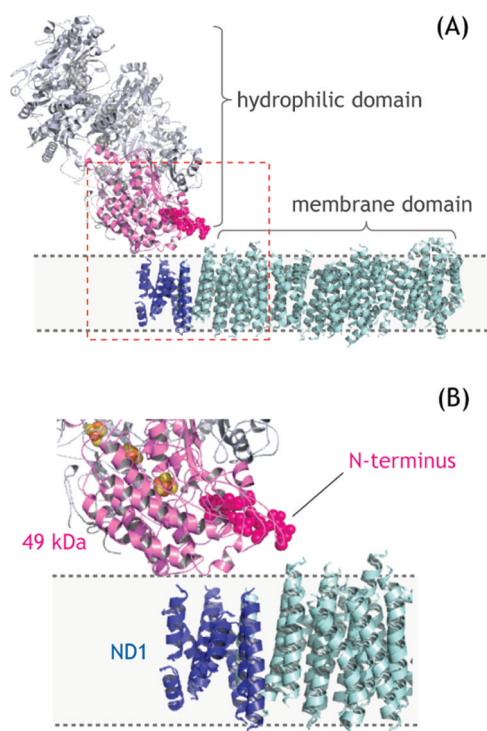 (A)
hydrophilic domain
membrane domain
(B)
N-terminus
49 kDa
ND1